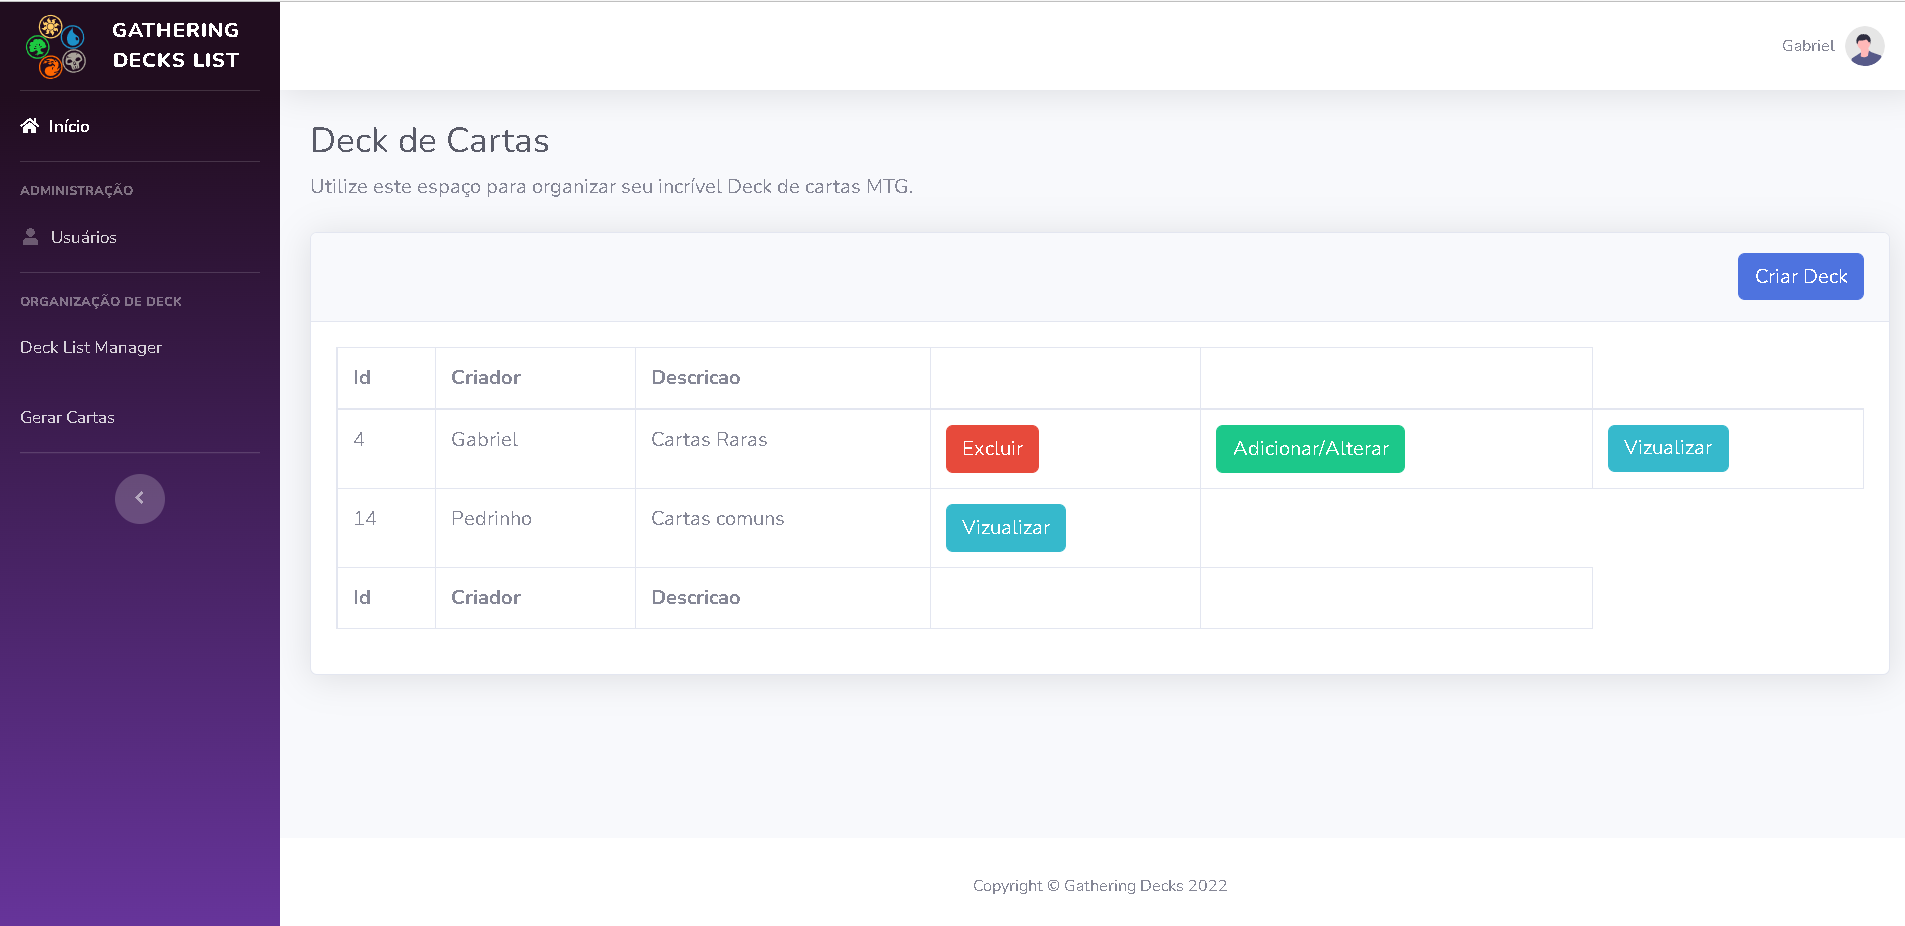 GATHERING
DECKS LIST
Gabriel
Início
ADMINISTRAÇÃO
Usuários
ORGANIZAÇÃO DE DECK
Deck List Manager
Gerar Cartas
Deck de Cartas
Utilize este espaço para organizar seu incrível Deck de cartas MTG.
Criar Deck
Id Criador Descricao
4 Gabriel Cartas Raras Excluir Adicionar/Alterar Vizualizar
14 Pedrinho Cartas comuns Vizualizar
Id Criador Descricao
Copyright © Gathering Decks 2022